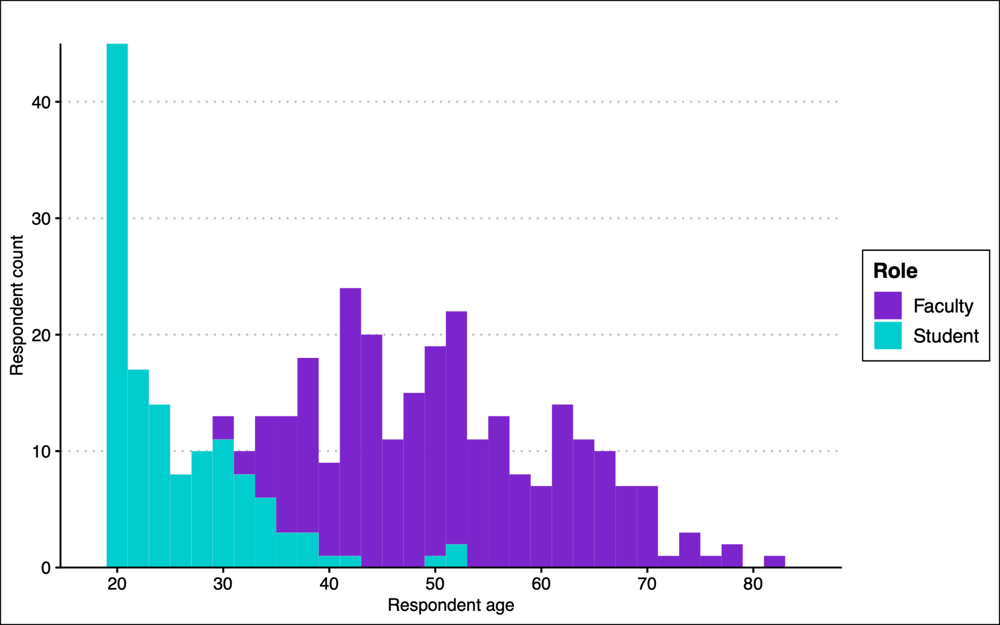 Respondent count
40
30
20
10
0
20 30 40 50 60 70 80
Respondent age
Role
Faculty
Student